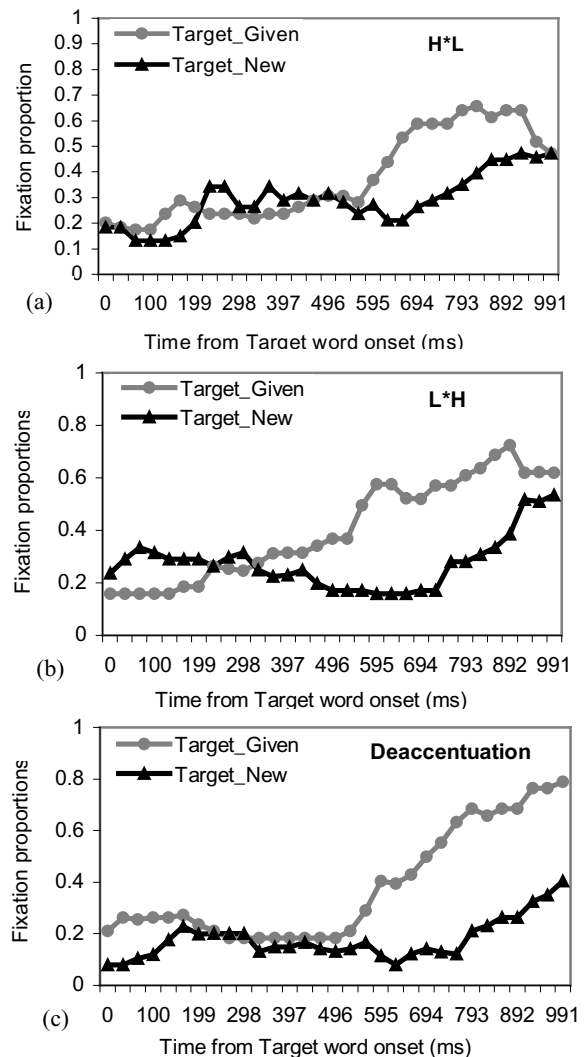 1
0.9
0.8
0.7
0.6
0.5
0.4
0.3
0.2
0.1
0
Fixation proportion
Target_Given
Target_New
H*L
0 100 199 298 397 496 595 694 793 892 991
(a)
Time from Target word onset (ms)
1
0.8
0.6
0.4
0.2
0
Fixation proportions
Target_Given
Target_New
L*H
0 100 199 298 397 496 595 694 793 892 991
(b)
Time from Target word onset (ms)
1
0.8
0.6
0.4
0.2
0
Fixation proportions
Target_Given
Target_New
Deaccentuation
0 100 199 298 397 496 595 694 793 892 991
(c)
Time from Target word onset (ms)